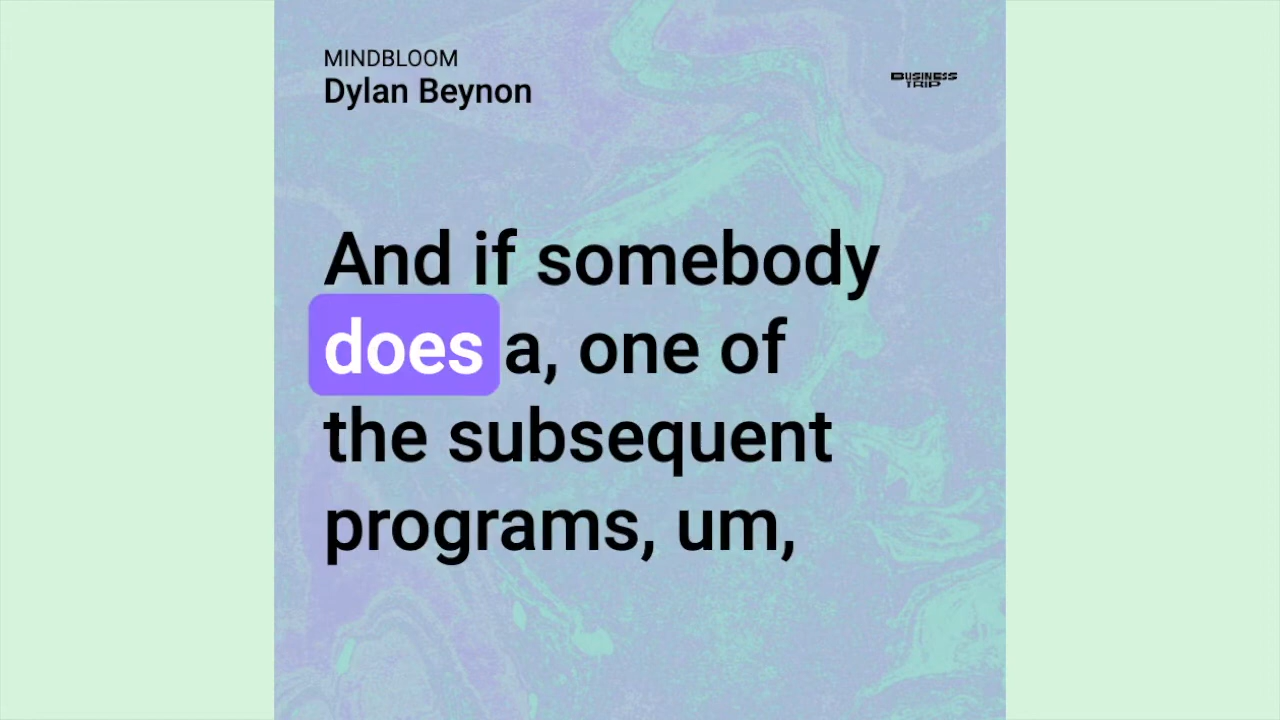 MINDBLOOM
Dylan Beynon
BUSINESS
TRIP
And if somebody
does a, one of
the subsequent
programs, um,